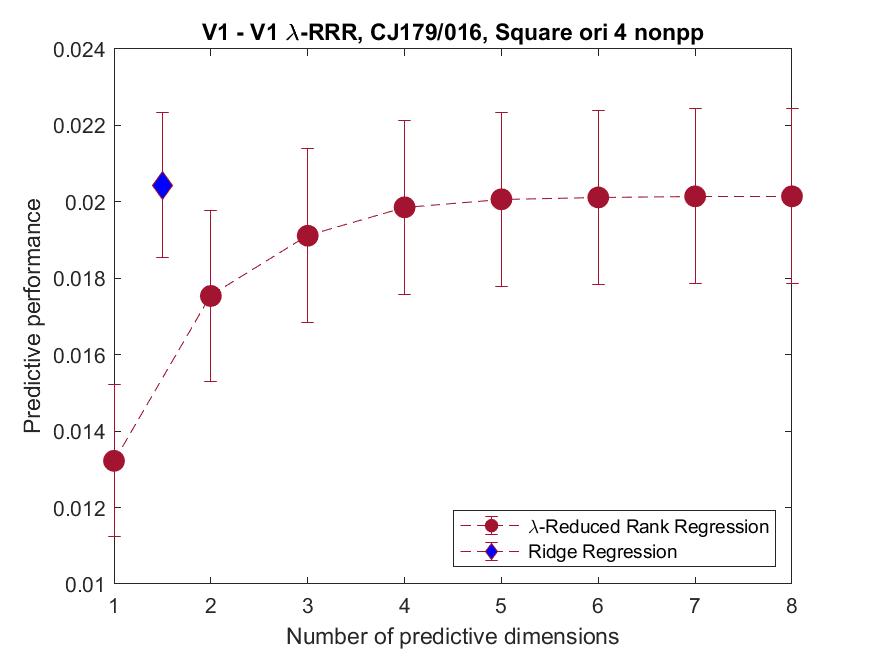 V1 - V1 λ-RRR, CJ179/016, Square ori 4 nonpp
0.024
0.022
0.02
0.018
0.016
0.014
0.012
0.01
Predictive performance
1 2 3 4 5 6 7 8
Number of predictive dimensions
λ-Reduced Rank Regression
Ridge Regression